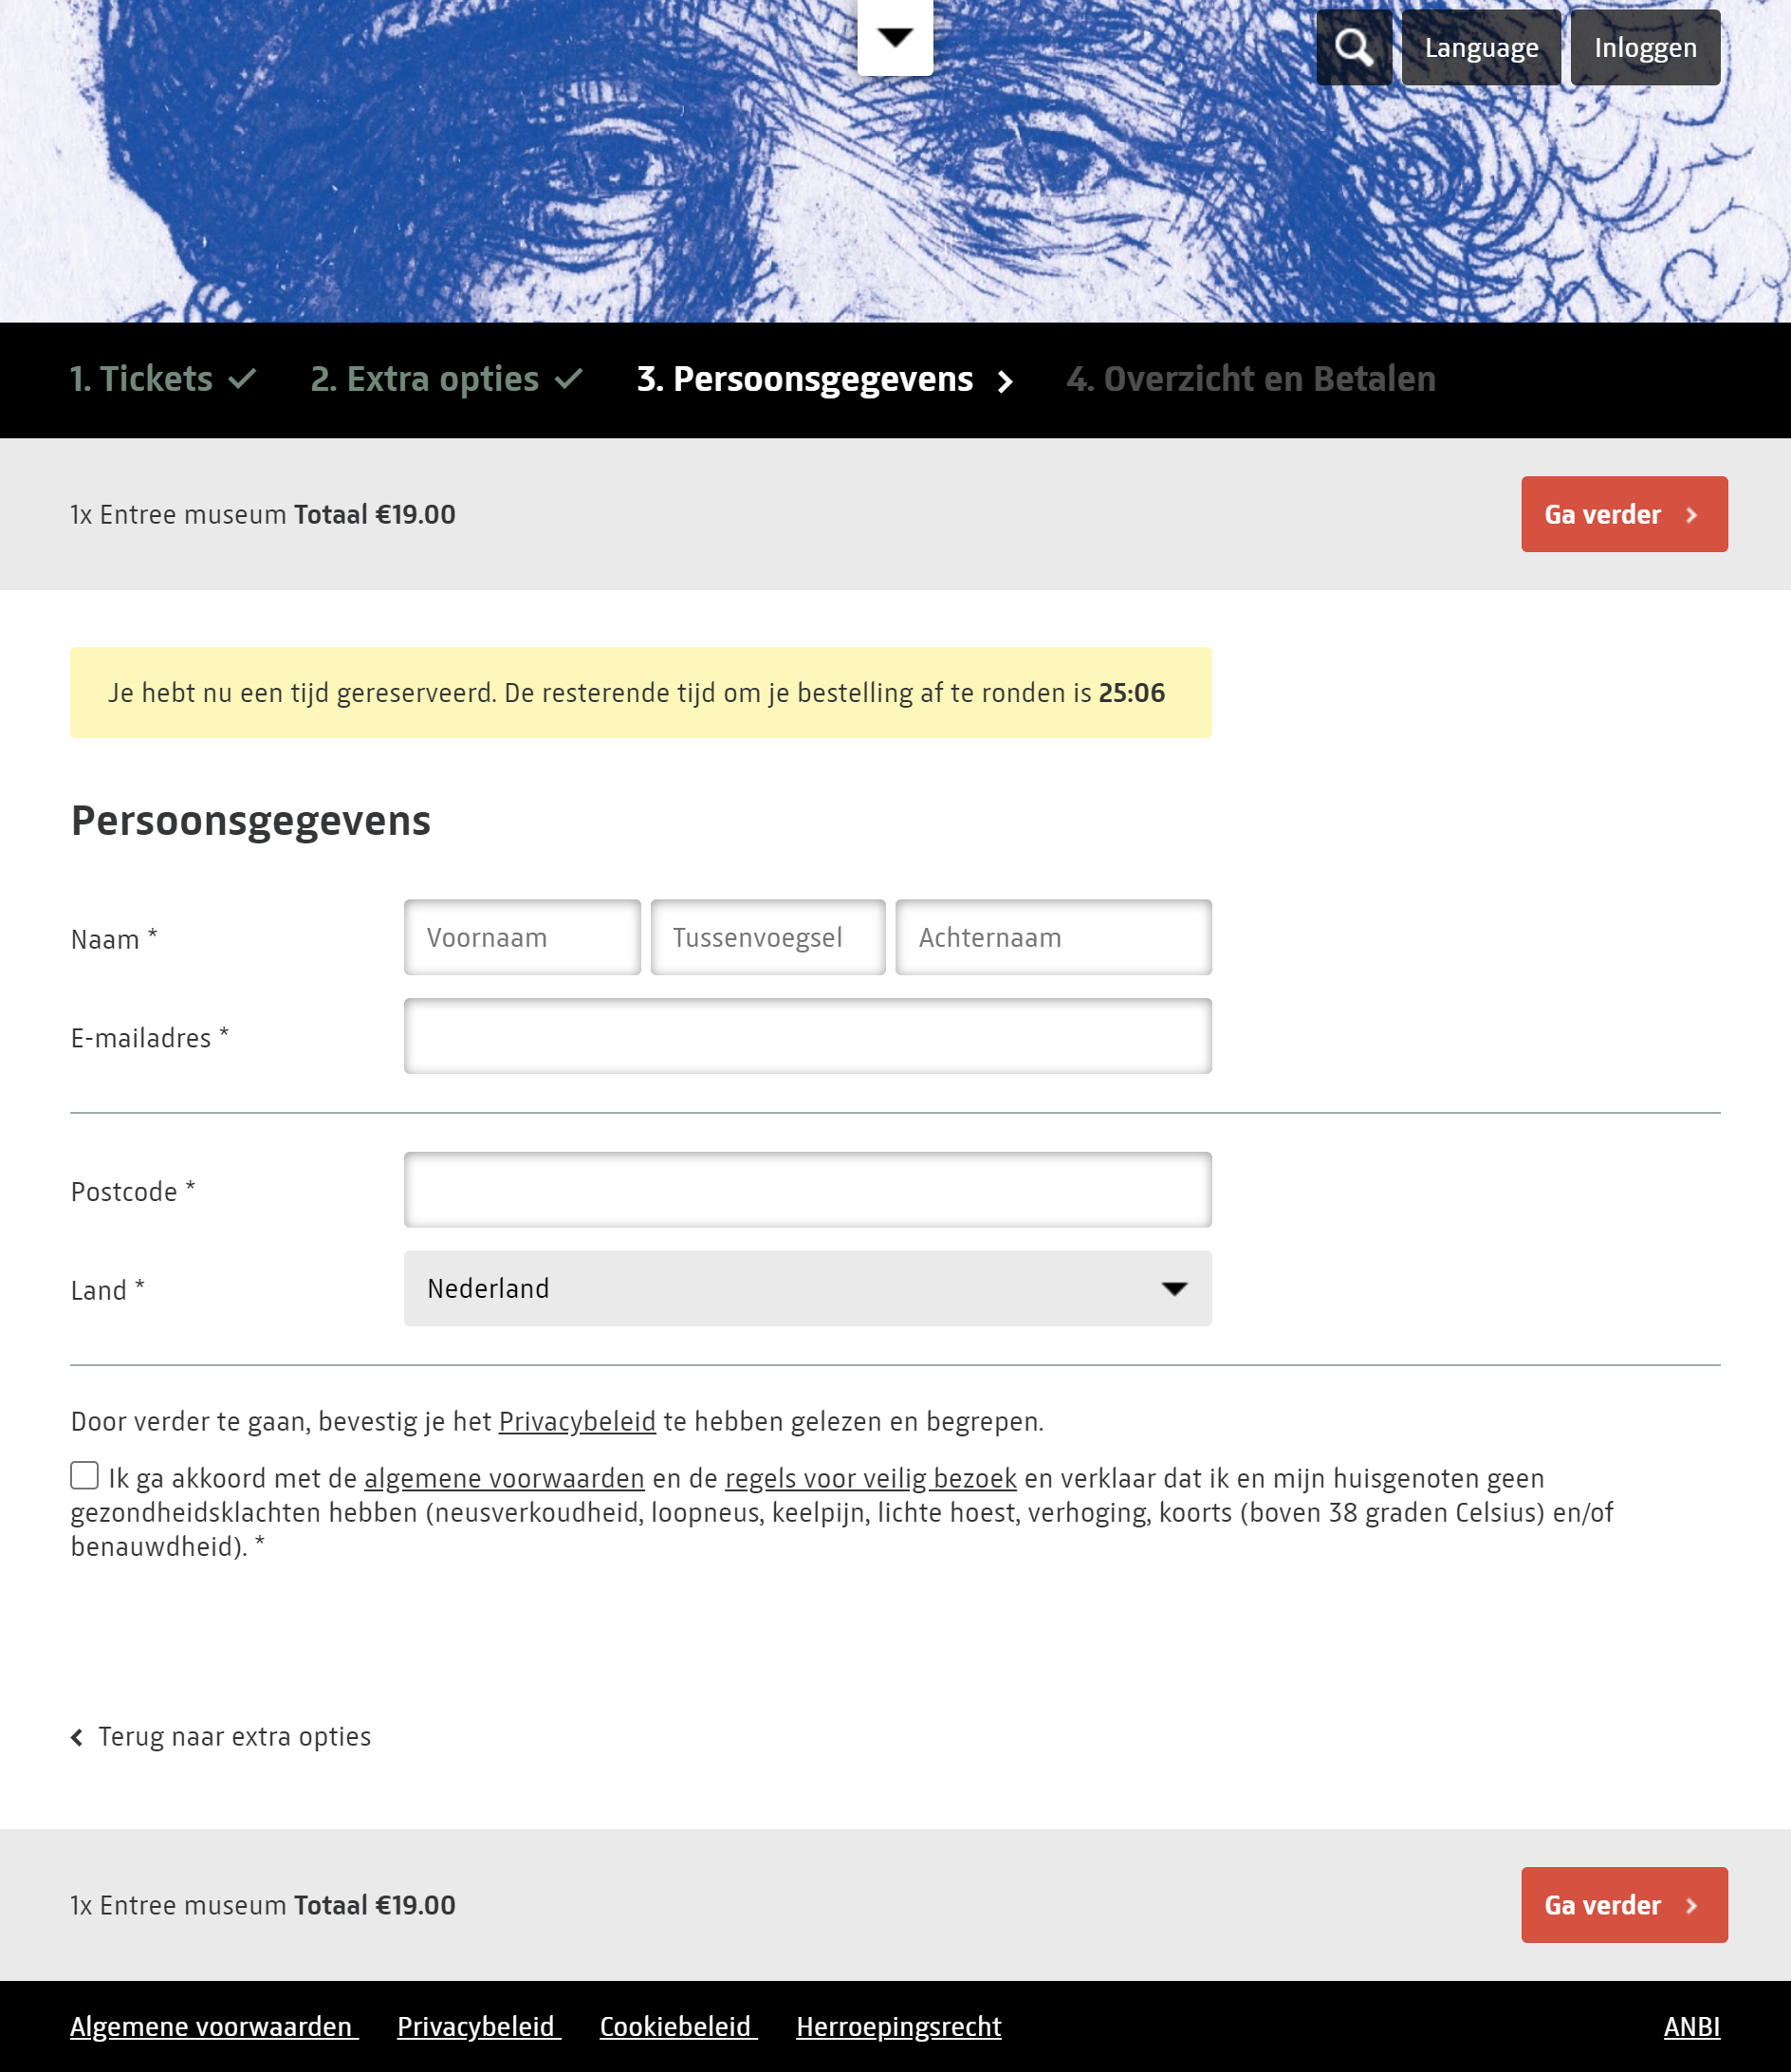 Language
Inloggen
1. Tickets
2. Extra opties
3. Persoonsgegevens
4. Overzicht en Betalen
1x Entree museum Totaal €19.00
Ga verder
Je hebt nu een tijd gereserveerd. De resterende tijd om je bestelling af te ronden is 25:06
Persoonsgegevens
Naam *
Voornaam
Tussenvoegsel
Achternaam
E-mailadres *
Postcode *
Land *
Nederland
Door verder te gaan, bevestig je het Privacybeleid te hebben gelezen en begrepen.
Ik ga akkoord met de algemene voorwaarden en de regels voor veilig bezoek en verklaar dat ik en mijn huisgenoten geen
gezondheidsklachten hebben (neusverkoudheid, loopneus, keelpijn, lichte hoest, verhoging, koorts (boven 38 graden Celsius) en/of
benauwdheid). *
Terug naar extra opties
1x Entree museum Totaal €19.00
Ga verder
Algemene voorwaarden
Privacybeleid
Cookiebeleid
Herroepingsrecht
ANBI